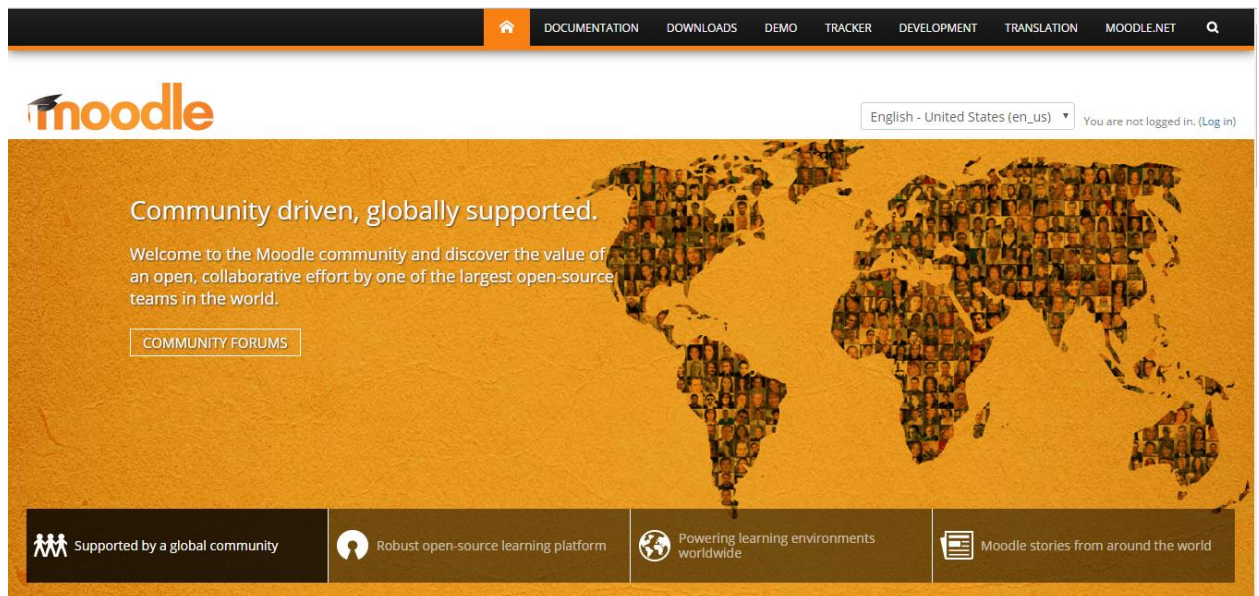 DOCUMENTATION DOWNLOADS DEMO TRACKER DEVELOPMENT TRANSLATION MOODLE.NET
moodle
English - United States (en_us)
You are not logged in. (Log in)
Community driven, globally supported.
Welcome to the Moodle community and discover the value of
an open, collaborative effort by one of the largest open-source
teams in the world.
COMMUNITY FORUMS
Supported by a global community
Robust open-source learning platform
Powering learning environments
worldwide
Moodle stories from around the world